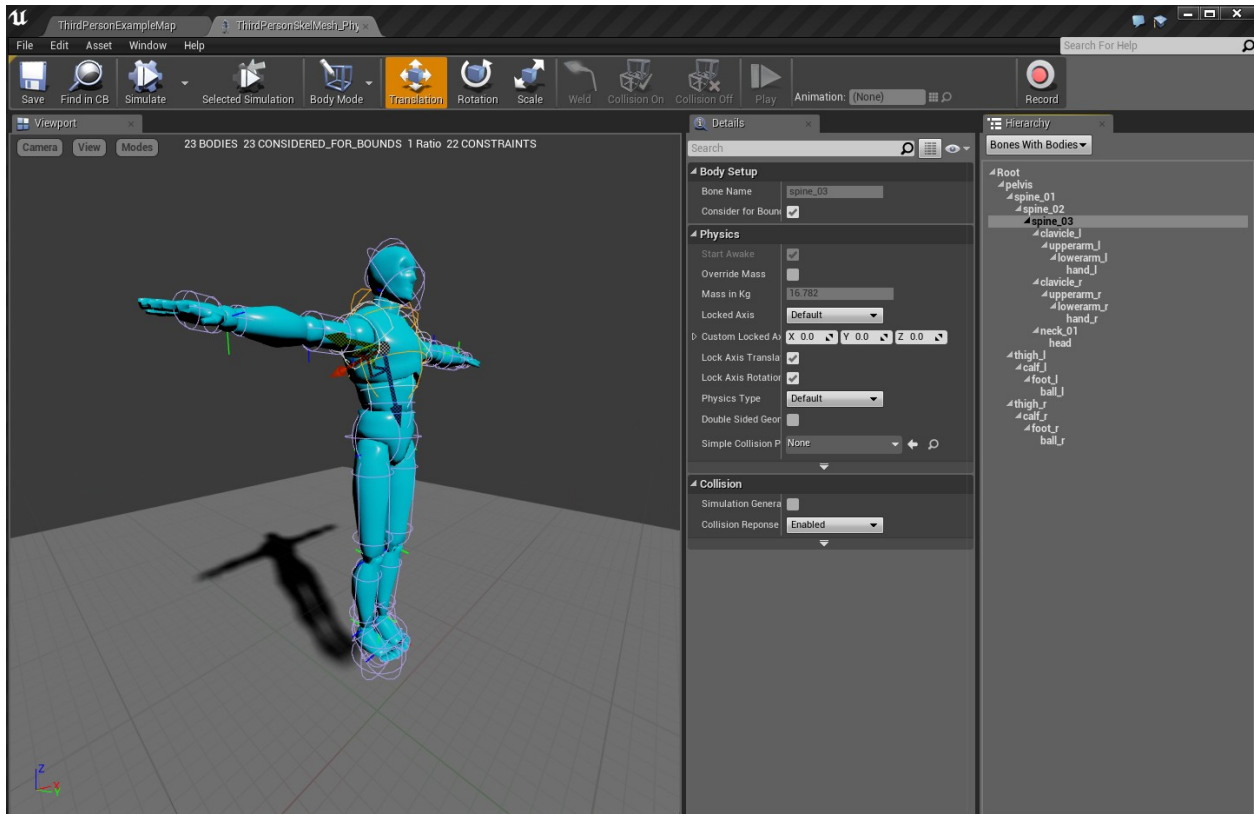 ThirdPersonExampleMap
ThirdPersonSkelMesh_Phy
File Edit Asset Window Help
Search For Help
Save
Find in CB
Simulate
Selected Simulation
Body Mode
Translation
Rotation
Scale
Weld
Collision On
Collision Off
Play
Animation: (None)
Record
Viewport
Camera View Modes
23 BODIES 23 CONSIDERED_FOR_BOUNDS 1 Ratio 22 CONSTRAINTS
Z
X
Y
Details
Search
Body Setup
Bone Name spine_03
Consider for Boun
Physics
Start Awake
Override Mass
Mass in Kg 16.782
Locked Axis Default
Custom Locked Ax X 0.0 Y 0.0 Z 0.0
Lock Axis Transla
Lock Axis Rotation
Physics Type Default
Double Sided Geor
Simple Collision P None
Collision
Simulation Genera
Collision Reponse Enabled
Hierarchy
Bones With Bodies
Root
pelvis
spine_01
spine_02
spine_03
clavicle_l
upperarm_l
lowerarm_l
hand_l
clavicle_r
upperarm_r
lowerarm_r
hand_r
neck_01
head
thigh_l
calf_l
foot_l
ball_l
thigh_r
calf_r
foot_r
ball_r